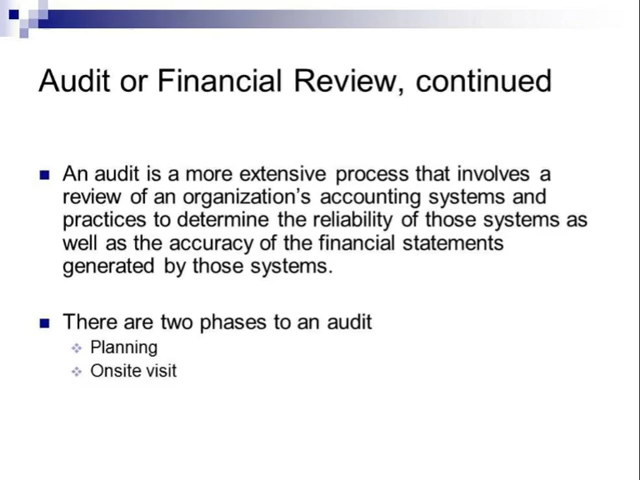 Audit or Financial Review, continued
An audit is a more extensive process that involves a
review of an organization's accounting systems and
practices to determine the reliability of those systems as
well as the accuracy of the financial statements
generated by those systems.
There are two phases to an audit
Planning
Onsite visit